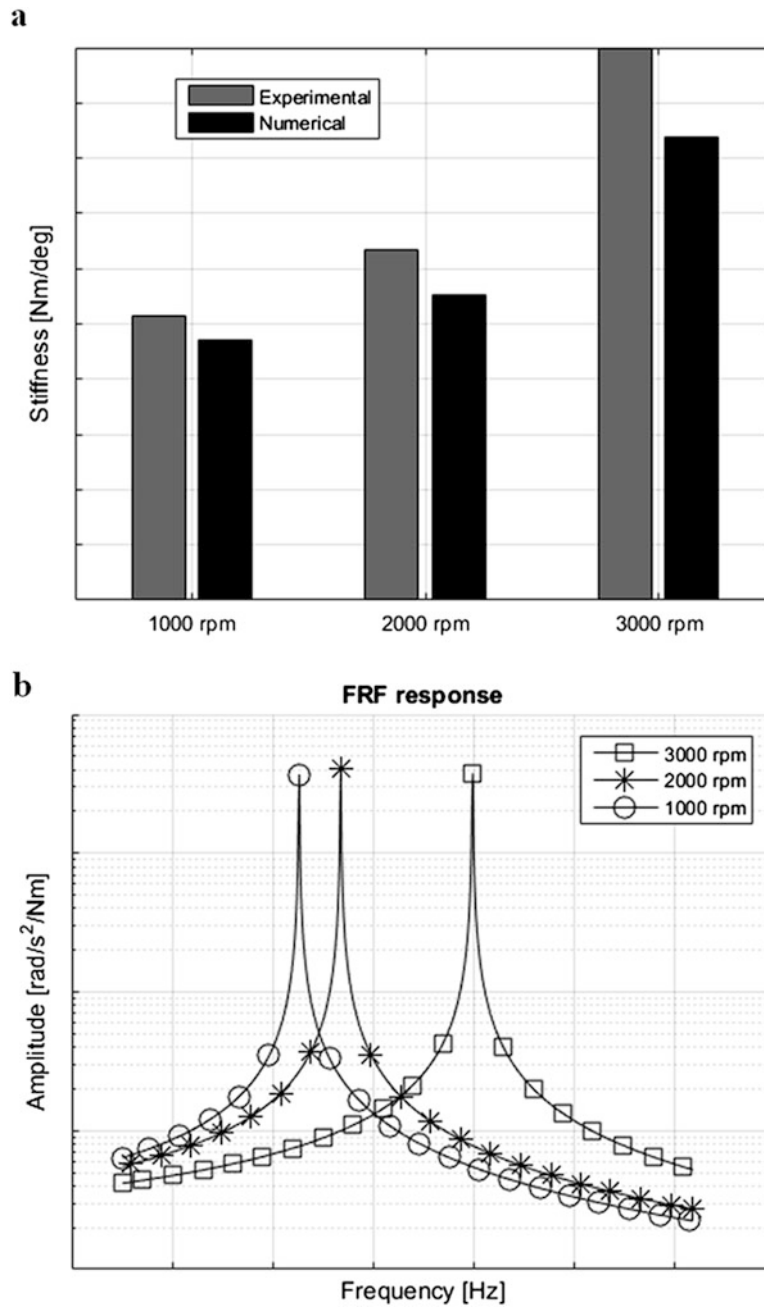 a
Experimental
Numerical
Stiffness [Nm/deg]
1000 rpm
2000 rpm
3000 rpm
b
FRF response
3000 rpm
2000 rpm
1000 rpm
Amplitude [rad/s²/Nm]
Frequency [Hz]